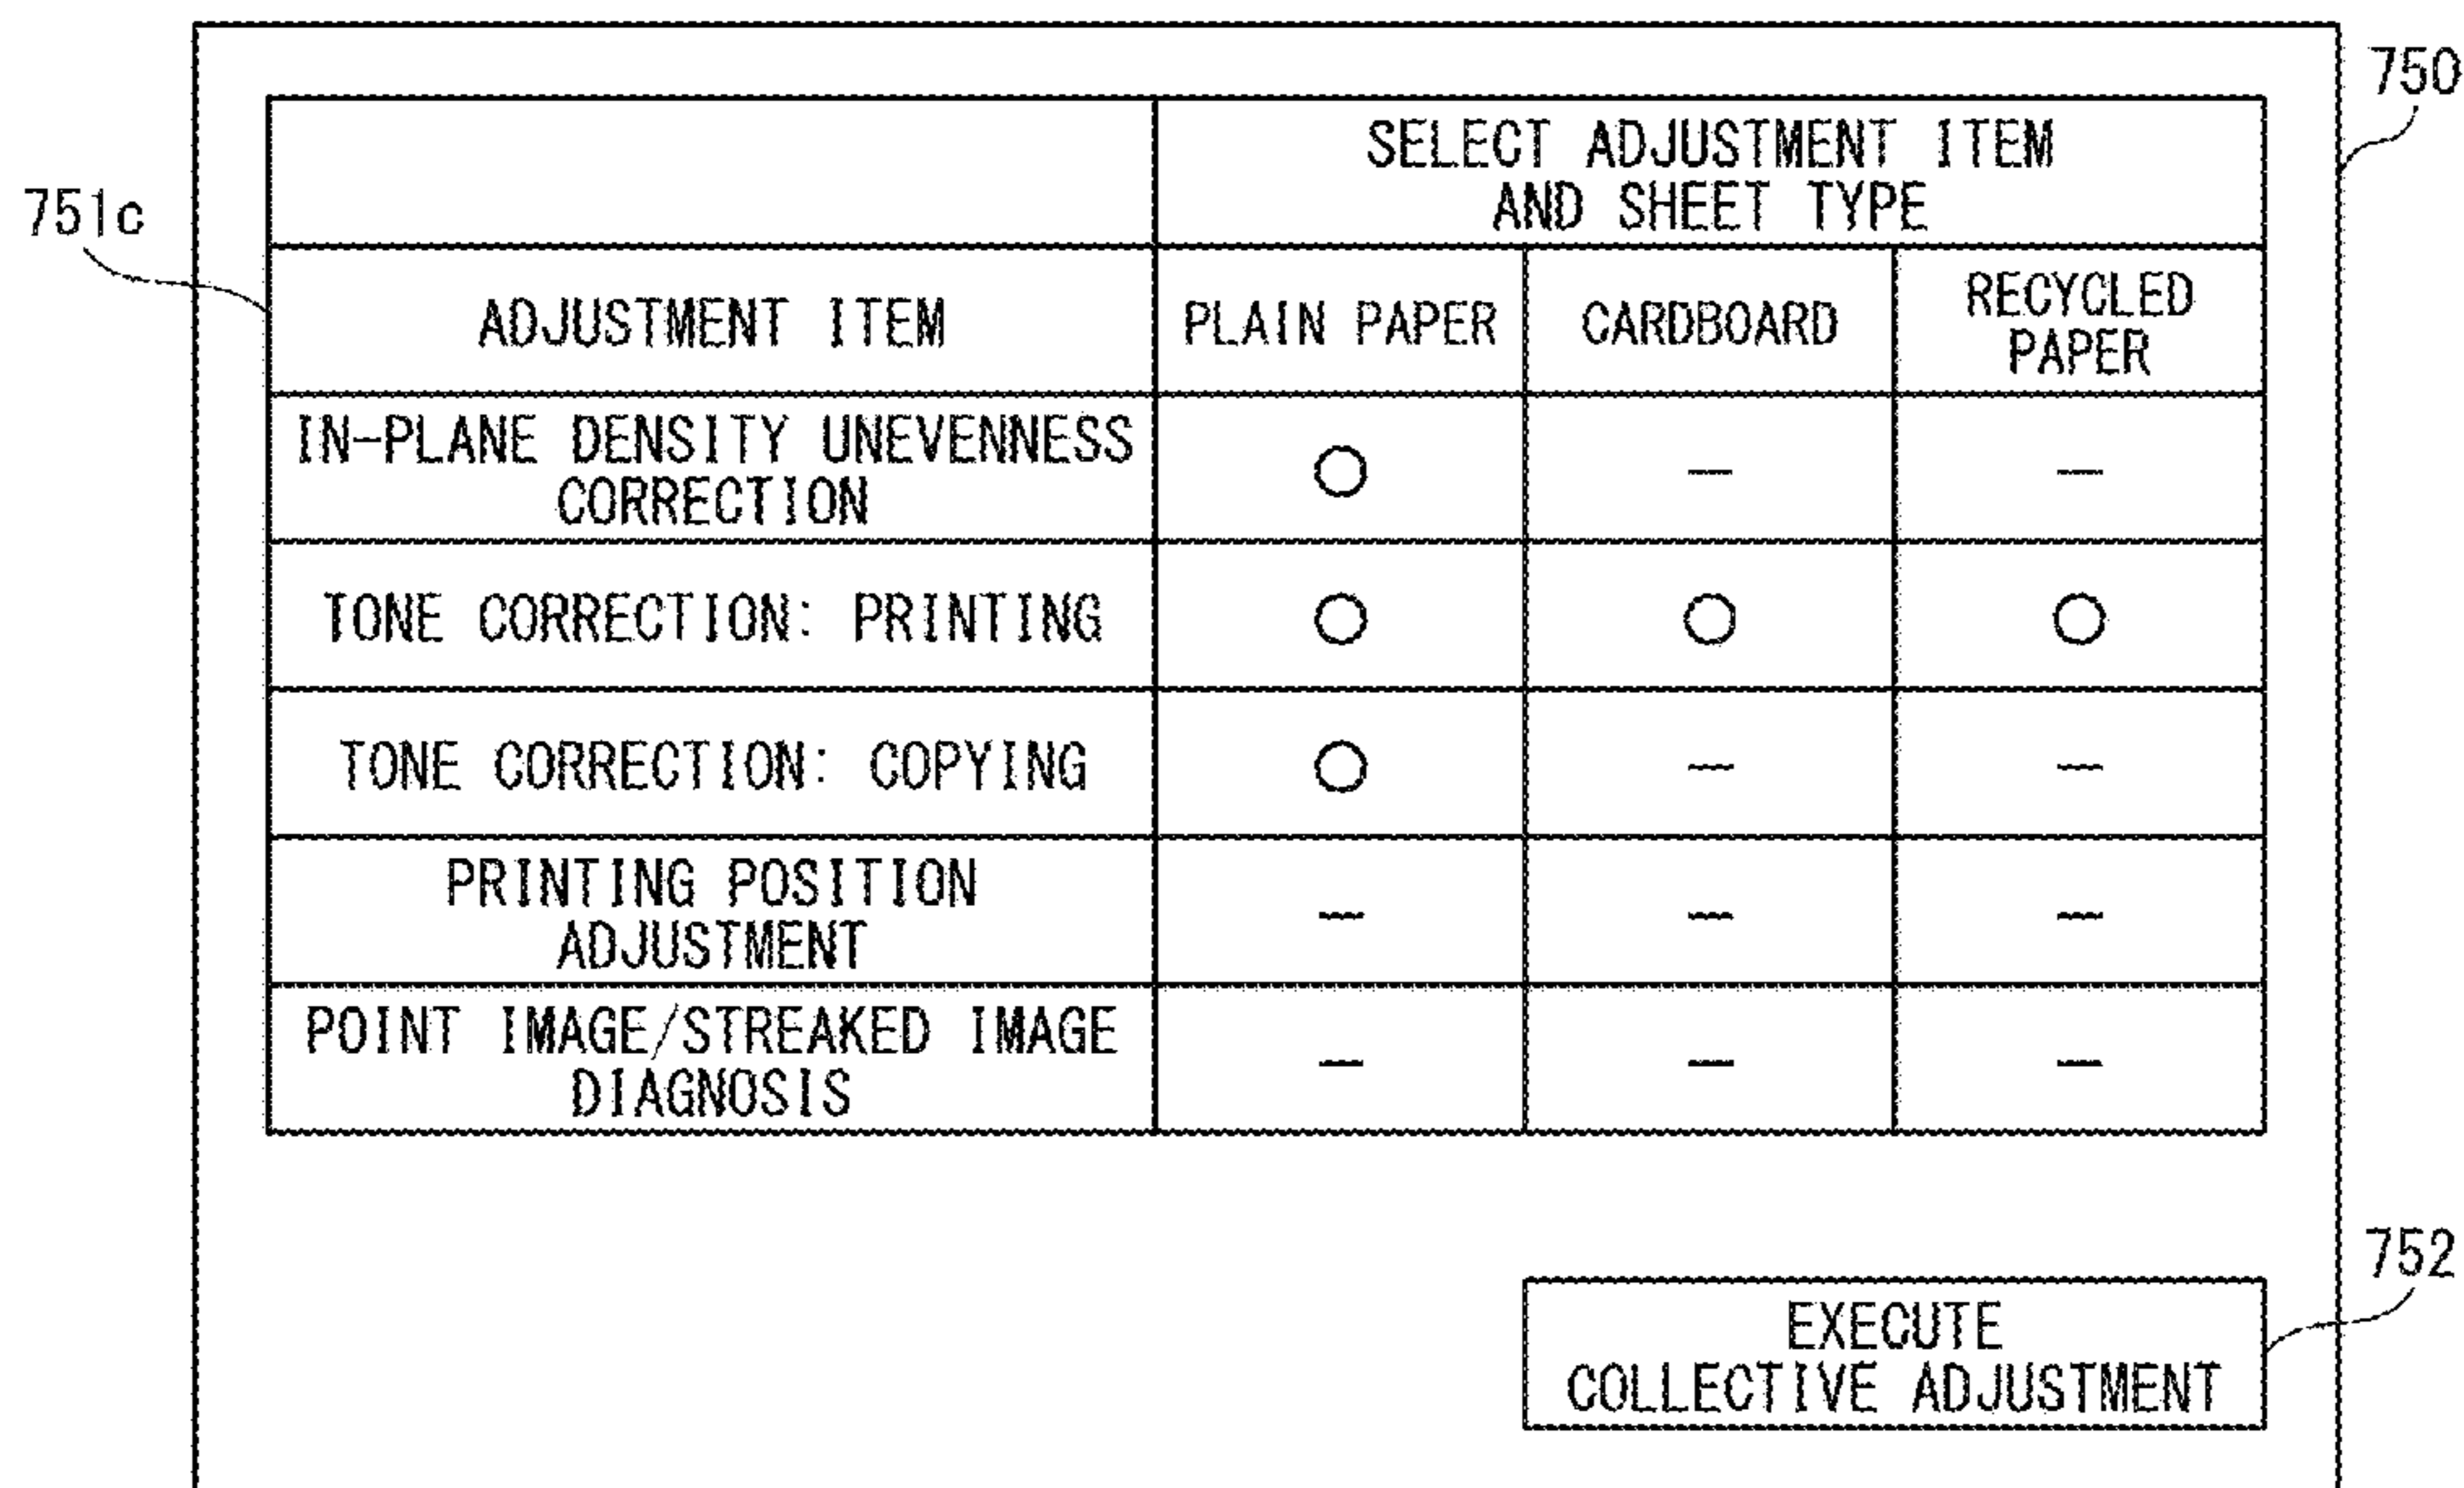 750
SELECT ADJUSTMENT ITEM
AND SHEET TYPE
751c
ADJUSTMENT ITEM
PLAIN PAPER
CARDBOARD
RECYCLED
PAPER
IN-PLANE DENSITY UNEVENNESS
CORRECTION
○ — —
TONE CORRECTION: PRINTING
○ ○ ○
TONE CORRECTION: COPYING
○ — —
PRINTING POSITION
ADJUSTMENT
— — —
POINT IMAGE/STREAKED IMAGE
DIAGNOSIS
— — —
752
EXECUTE
COLLECTIVE ADJUSTMENT